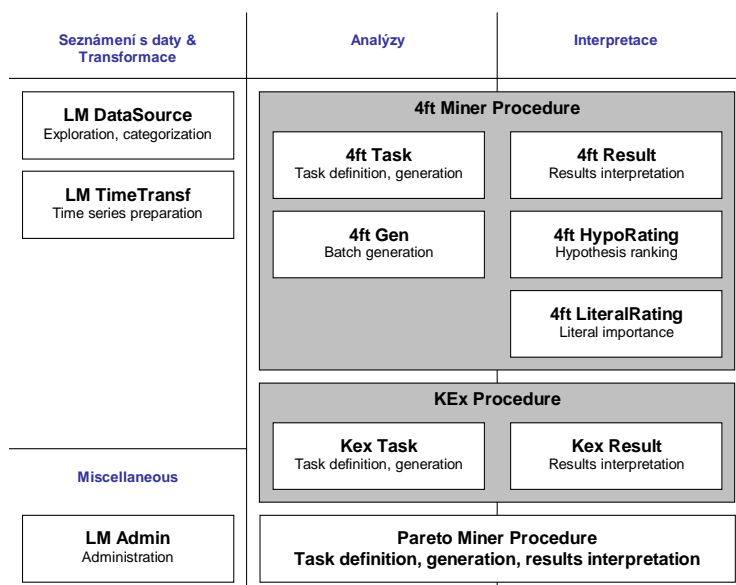 Seznámení s daty &
Transformace
Analýzy
Interpretace
LM DataSource
Exploration, categorization
LM TimeTransf
Time series preparation
4ft Miner Procedure
4ft Task
Task definition, generation
4ft Result
Results interpretation
4ft Gen
Batch generation
4ft HypoRating
Hypothesis ranking
4ft LiteralRating
Literal importance
KEx Procedure
Kex Task
Task definition, generation
Kex Result
Results interpretation
Miscellaneous
LM Admin
Administration
Pareto Miner Procedure
Task definition, generation, results interpretation